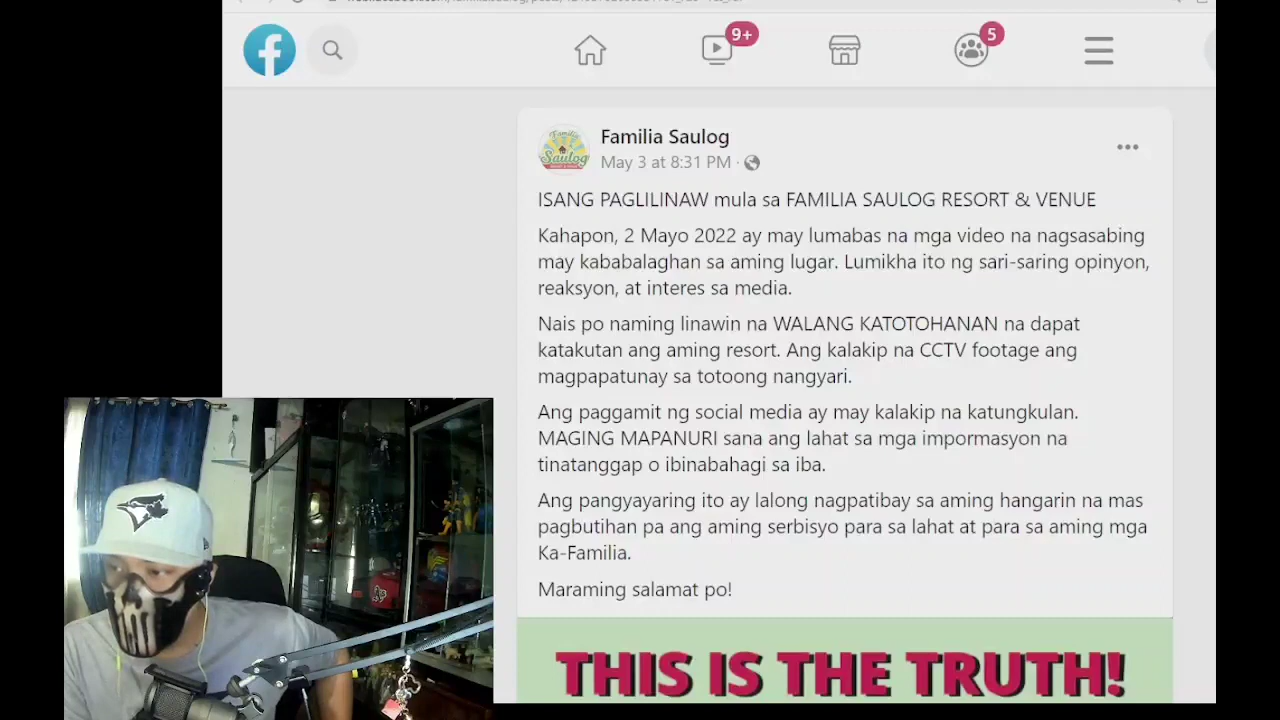 9+
5
Familia Saulog
May 3 at 8:31 PM ·
Familia
Saulog
ISANG PAGLILINAW mula sa FAMILIA SAULOG RESORT & VENUE
Kahapon, 2 Mayo 2022 ay may lumabas na mga video na nagsasabing
may kababalaghan sa aming lugar. Lumikha ito ng sari-saring opinyon,
reaksyon, at interes sa media.
Nais po naming linawin na WALANG KATOTOHANAN na dapat
katakutan ang aming resort. Ang kalakip na CCTV footage ang
magpapatunay sa totoong nangyari.
Ang paggamit ng social media ay may kalakip na katungkulan.
MAGING MAPANURI sana ang lahat sa mga impormasyon na
tinatanggap o ibinabahagi sa iba.
Ang pangyayaring ito ay lalong nagpatibay sa aming hangarin na mas
pagbutihan pa ang aming serbisyo para sa lahat at para sa aming mga
Ka-Familia.
Maraming salamat po!
THIS IS THE TRUTH!